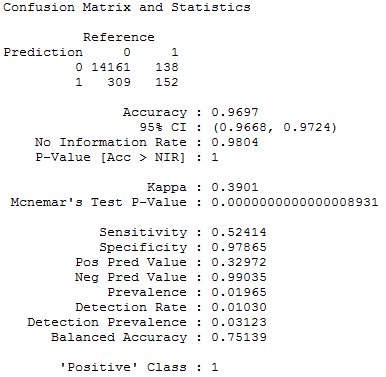 Confusion Matrix and Statistics
Reference
Prediction 0 1
0 14161 138
1 309 152
Accuracy : 0.9697
95% CI : (0.9668, 0.9724)
No Information Rate : 0.9804
P-Value [Acc > NIR] : 1
Kappa : 0.3901
Mcnemar's Test P-Value : 0.0000000000000008931
Sensitivity : 0.52414
Specificity : 0.97865
Pos Pred Value : 0.32972
Neg Pred Value : 0.99035
Prevalence : 0.01965
Detection Rate : 0.01030
Detection Prevalence : 0.03123
Balanced Accuracy : 0.75139
'Positive' Class : 1